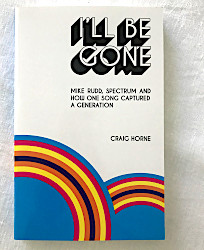 I'LL BE
GONE
MIKE RUDD, SPECTRUM AND
HOW ONE SONG CAPTURED
A GENERATION
CRAIG HORNE